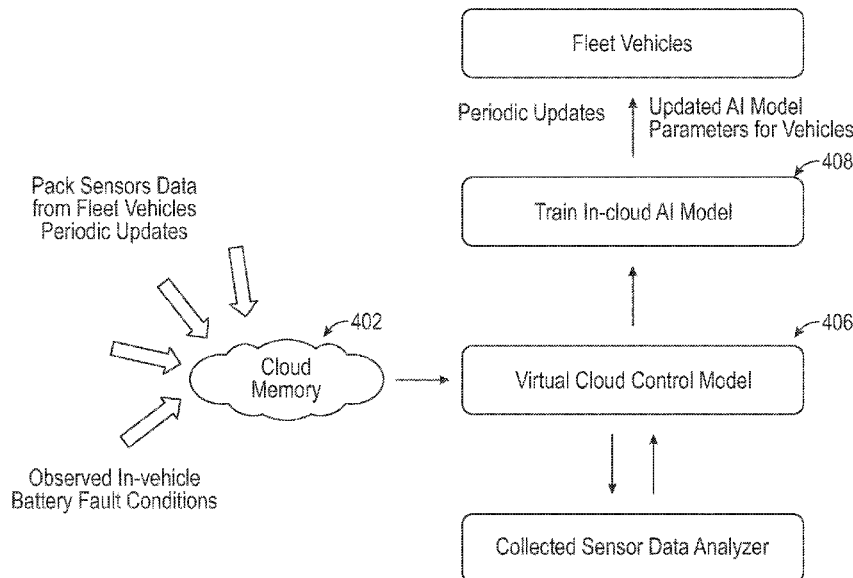 Fleet Vehicles
Periodic Updates
Updated AI Model
Parameters for Vehicles
408
Train In-cloud AI Model
Pack Sensors Data
from Fleet Vehicles
Periodic Updates
402
Cloud
Memory
406
Virtual Cloud Control Model
Observed In-vehicle
Battery Fault Conditions
Collected Sensor Data Analyzer